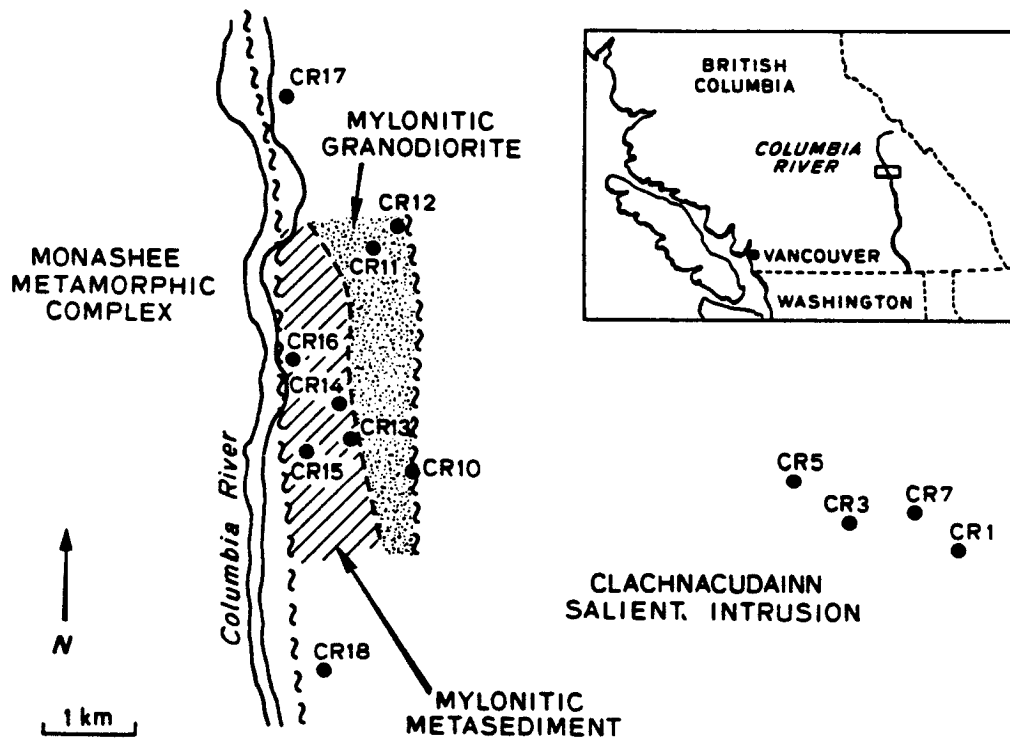 CR17
MYLONITIC
GRANODIORITE
CR12
CR11
MONASHEE
METAMORPHIC
COMPLEX
CR16
CR14
CR13
CR15
CR10
Columbia River
N
1 km
CR18
MYLONITIC
METASEDIMENT
CR5
CR3
CR7
CR1
CLACHNACUDAINN
SALIENT. INTRUSION
BRITISH
COLUMBIA
COLUMBIA
RIVER
VANCOUVER
WASHINGTON